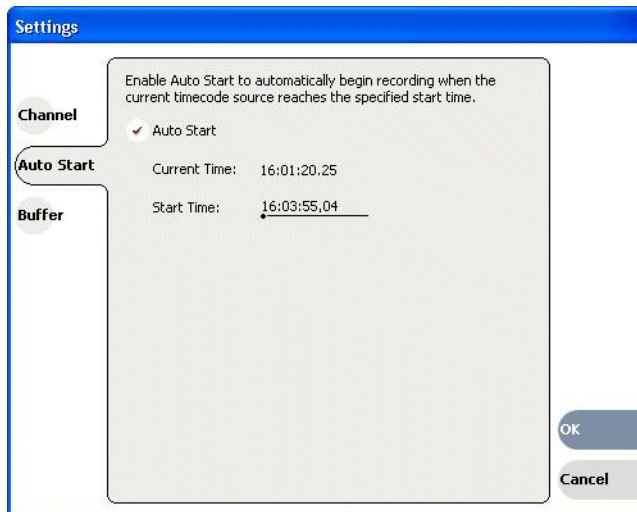 Settings
Enable Auto Start to automatically begin recording when the
current timecode source reaches the specified start time.
Channel
Auto Start
Auto Start
Current Time: 16:01:20.25
Buffer
Start Time: 16:03:55,04
OK
Cancel